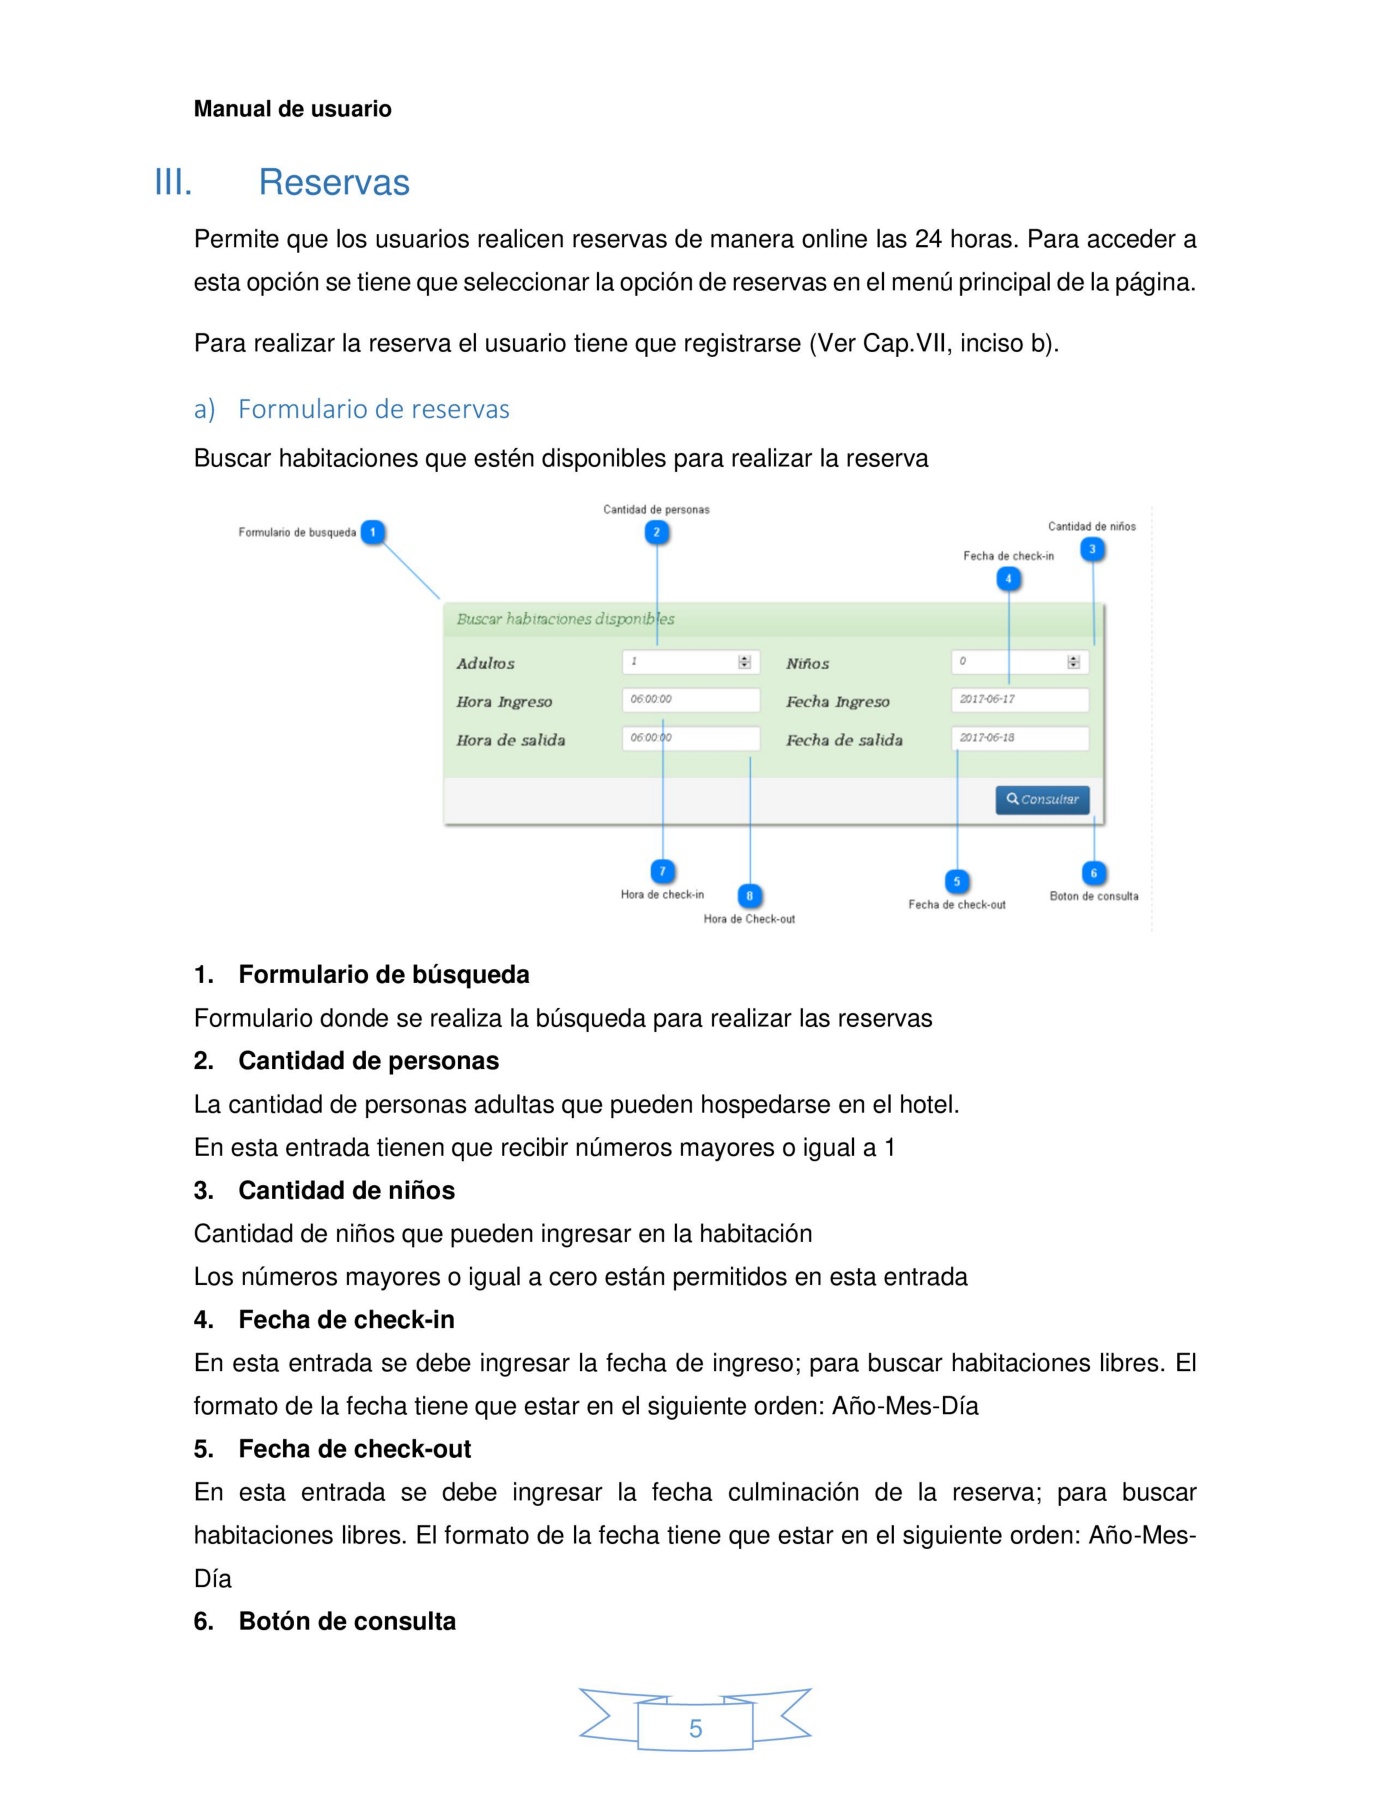 Manual de usuario
III. Reservas
Permite que los usuarios realicen reservas de manera online las 24 horas. Para acceder a
esta opción se tiene que seleccionar la opción de reservas en el menú principal de la página.
Para realizar la reserva el usuario tiene que registrarse (Ver Cap.VII, inciso b).
a) Formulario de reservas
Buscar habitaciones que estén disponibles para realizar la reserva
Cantidad de personas
Formulario de busqueda 1
2
Cantidad de niños
3
Fecha de check-in
4
Buscar habitaciones disponibles
Adultos 1 Niños 0
Hora Ingreso 06:00:00 Fecha Ingreso 2017-06-17
Hora de salida 06:00:00 Fecha de salida 2017-06-18
Consultar
7
Hora de check-in
8
Hora de Check-out
5
Fecha de check-out
6
Boton de consulta
1. Formulario de búsqueda
Formulario donde se realiza la búsqueda para realizar las reservas
2. Cantidad de personas
La cantidad de personas adultas que pueden hospedarse en el hotel.
En esta entrada tienen que recibir números mayores o igual a 1
3. Cantidad de niños
Cantidad de niños que pueden ingresar en la habitación
Los números mayores o igual a cero están permitidos en esta entrada
4. Fecha de check-in
En esta entrada se debe ingresar la fecha de ingreso; para buscar habitaciones libres. El
formato de la fecha tiene que estar en el siguiente orden: Año-Mes-Día
5. Fecha de check-out
En esta entrada se debe ingresar la fecha culminación de la reserva; para buscar
habitaciones libres. El formato de la fecha tiene que estar en el siguiente orden: Año-Mes-
Día
6. Botón de consulta
5